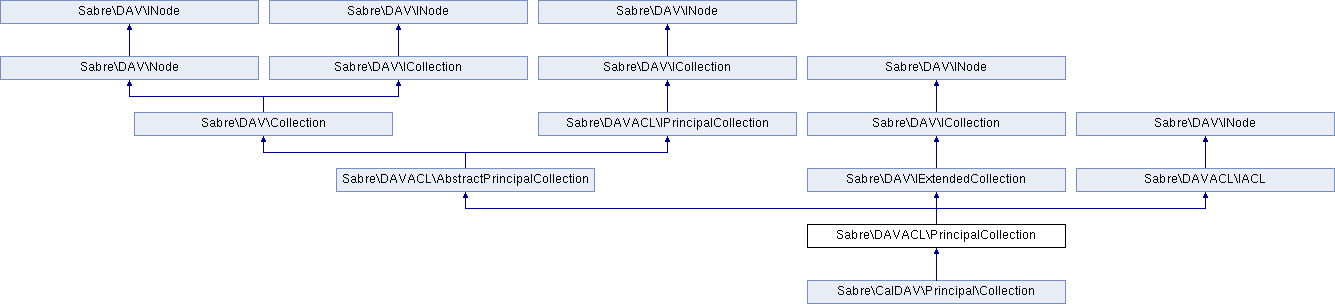 Sabre\DAV\INode
Sabre\DAV\INode
Sabre\DAV\INode
Sabre\DAV\Node
Sabre\DAV\ICollection
Sabre\DAV\ICollection
Sabre\DAV\INode
Sabre\DAV\Collection
Sabre\DAVACL\IPrincipalCollection
Sabre\DAV\ICollection
Sabre\DAV\INode
Sabre\DAVACL\AbstractPrincipalCollection
Sabre\DAV\IExtendedCollection
Sabre\DAVACL\IACL
Sabre\DAVACL\PrincipalCollection
Sabre\CalDAV\Principal\Collection